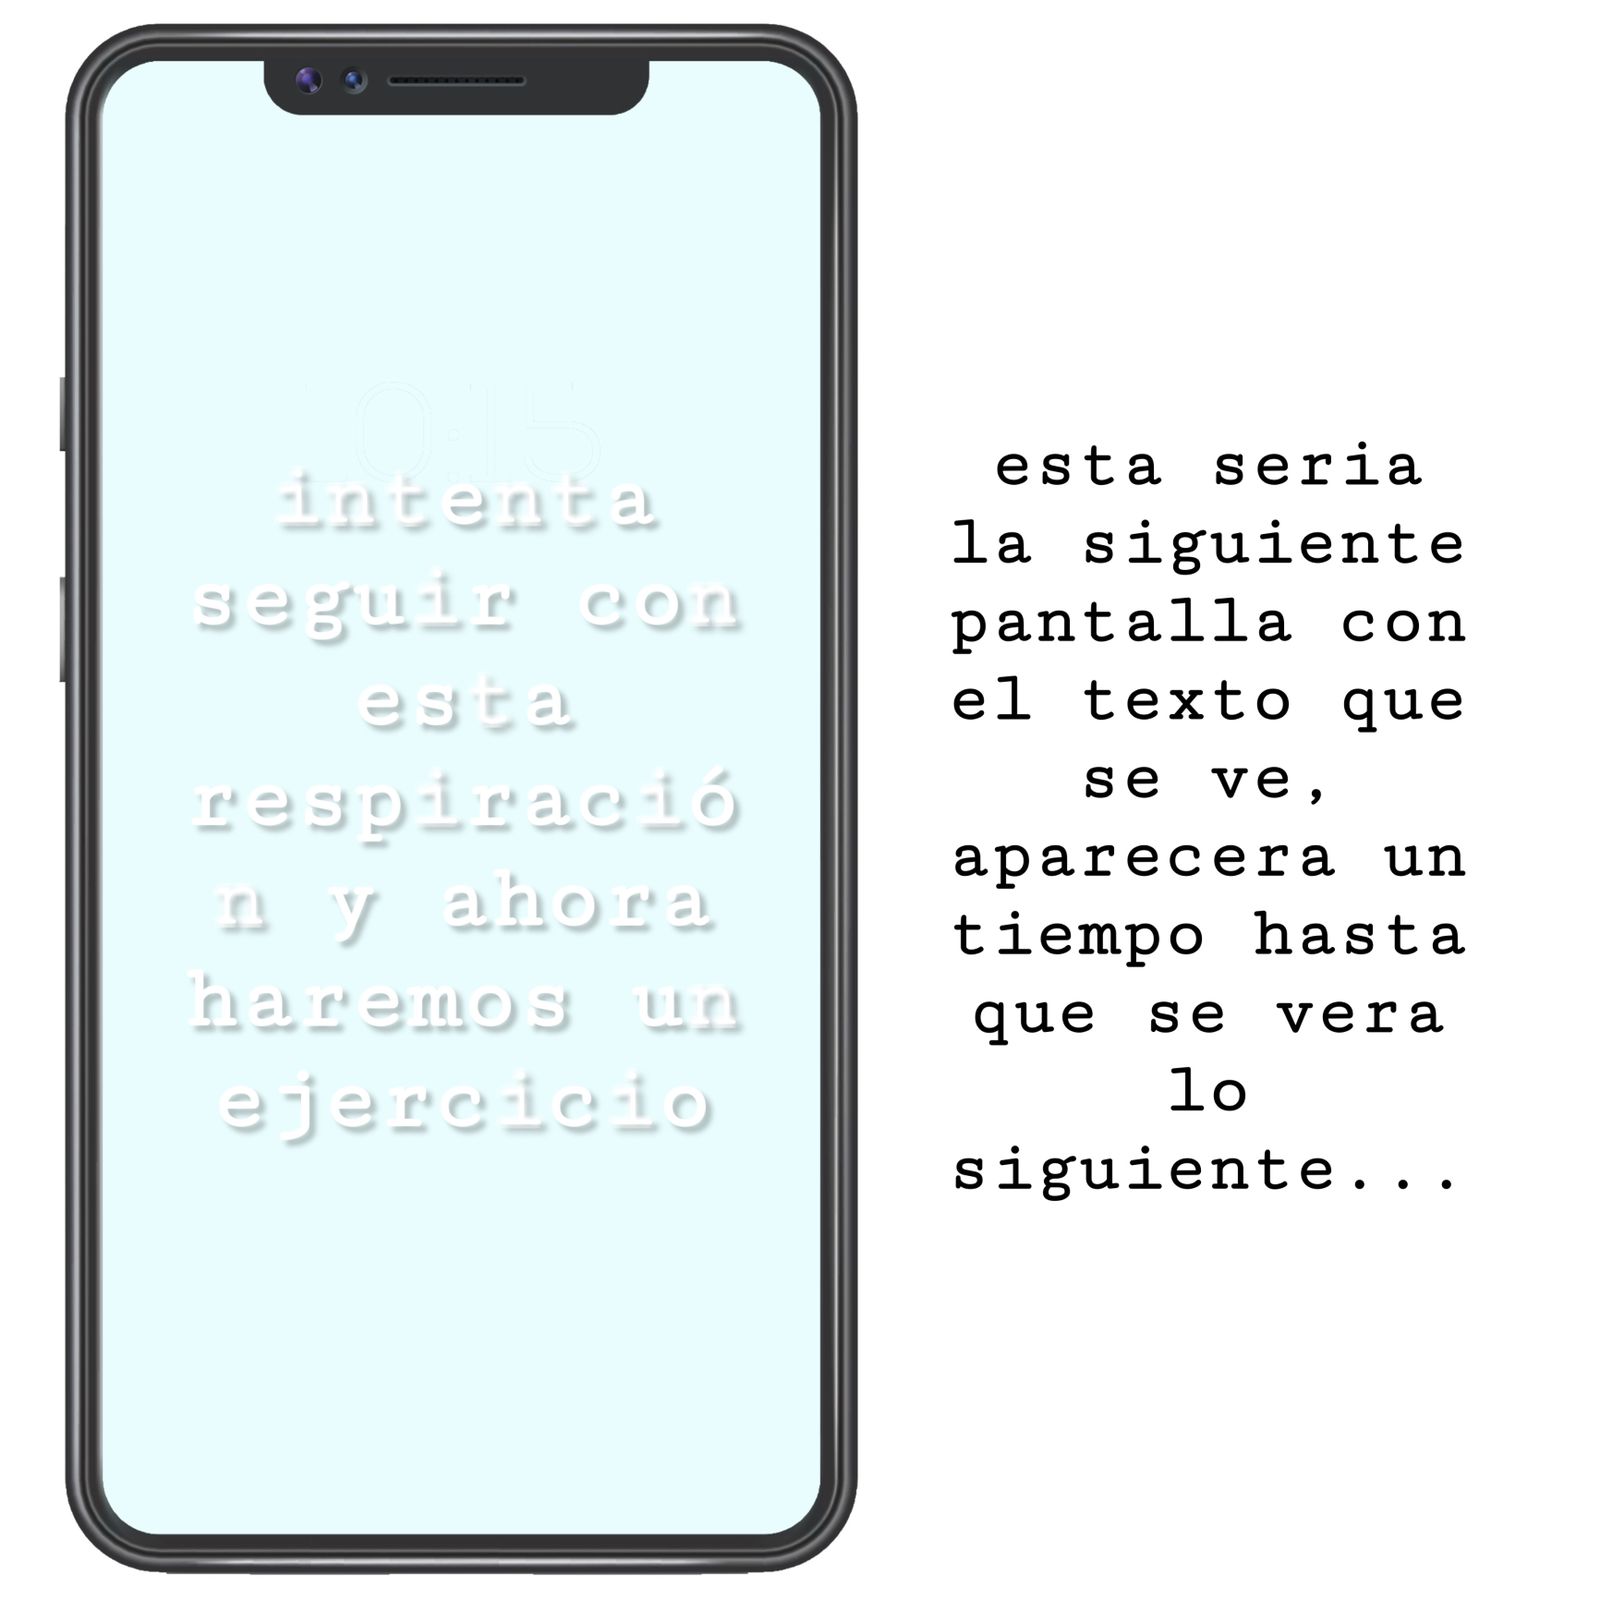 10:15
intenta
seguir con
esta
respiració
n y ahora
haremos un
ejercicio
esta seria
la siguiente
pantalla con
el texto que
se ve,
aparecera un
tiempo hasta
que se vera
lo
siguiente...